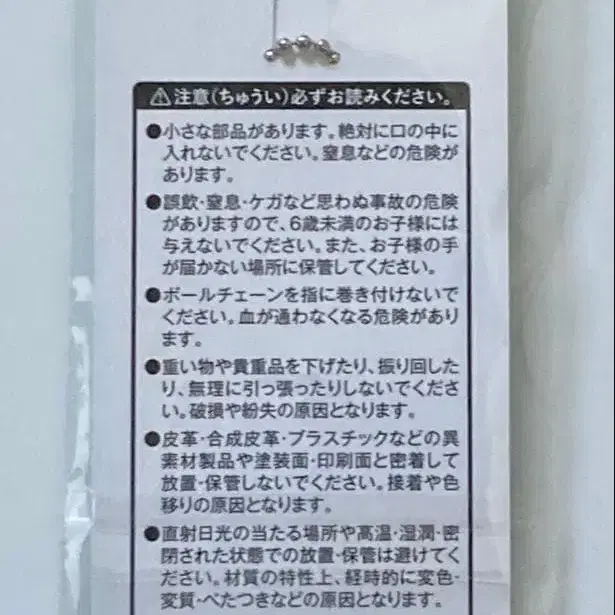 ⚠注意(ちゅうい)必ずお読みください。
●小さな部品があります。絶対に口の中に
入れないでください。窒息などの危険が
あります。
●誤飲・窒息・ケガなど思わぬ事故の危険
がありますので、6歳未満のお子様には
与えないでください。また、お子様の手
が届かない場所に保管してください。
●ボールチェーンを指に巻き付けないで
ください。血が通わなくなる危険があり
ます。
●重い物や貴重品を下げたり、振り回した
り、無理に引っ張ったりしないでくださ
い。破損や紛失の原因となります。
●皮革・合成皮革・プラスチックなどの異
素材製品や塗装面・印刷面と密着して
放置・保管しないでください。接着や色
移りの原因となります。
●直射日光の当たる場所や高温・湿潤・密
閉された状態での放置・保管は避けてく
ださい。材質の特性上、経時的に変色・
変質・べたつきなどの原因となります。